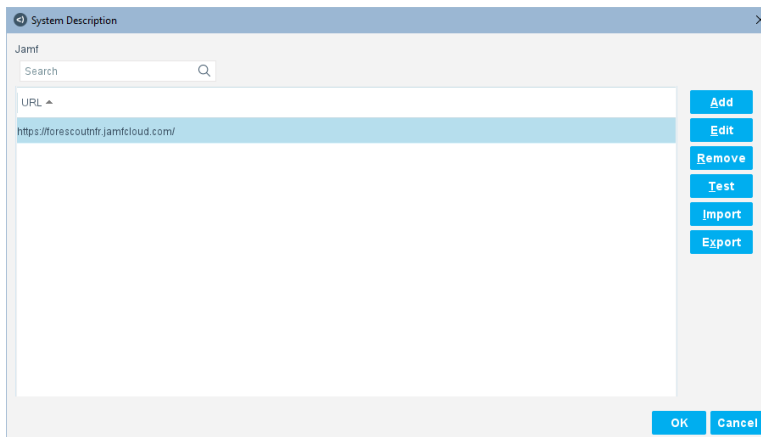 System Description
Jamf
Search
URL
https://forescoutnfr.jamfcloud.com/
Add
Edit
Remove
Test
Import
Export
OK
Cancel